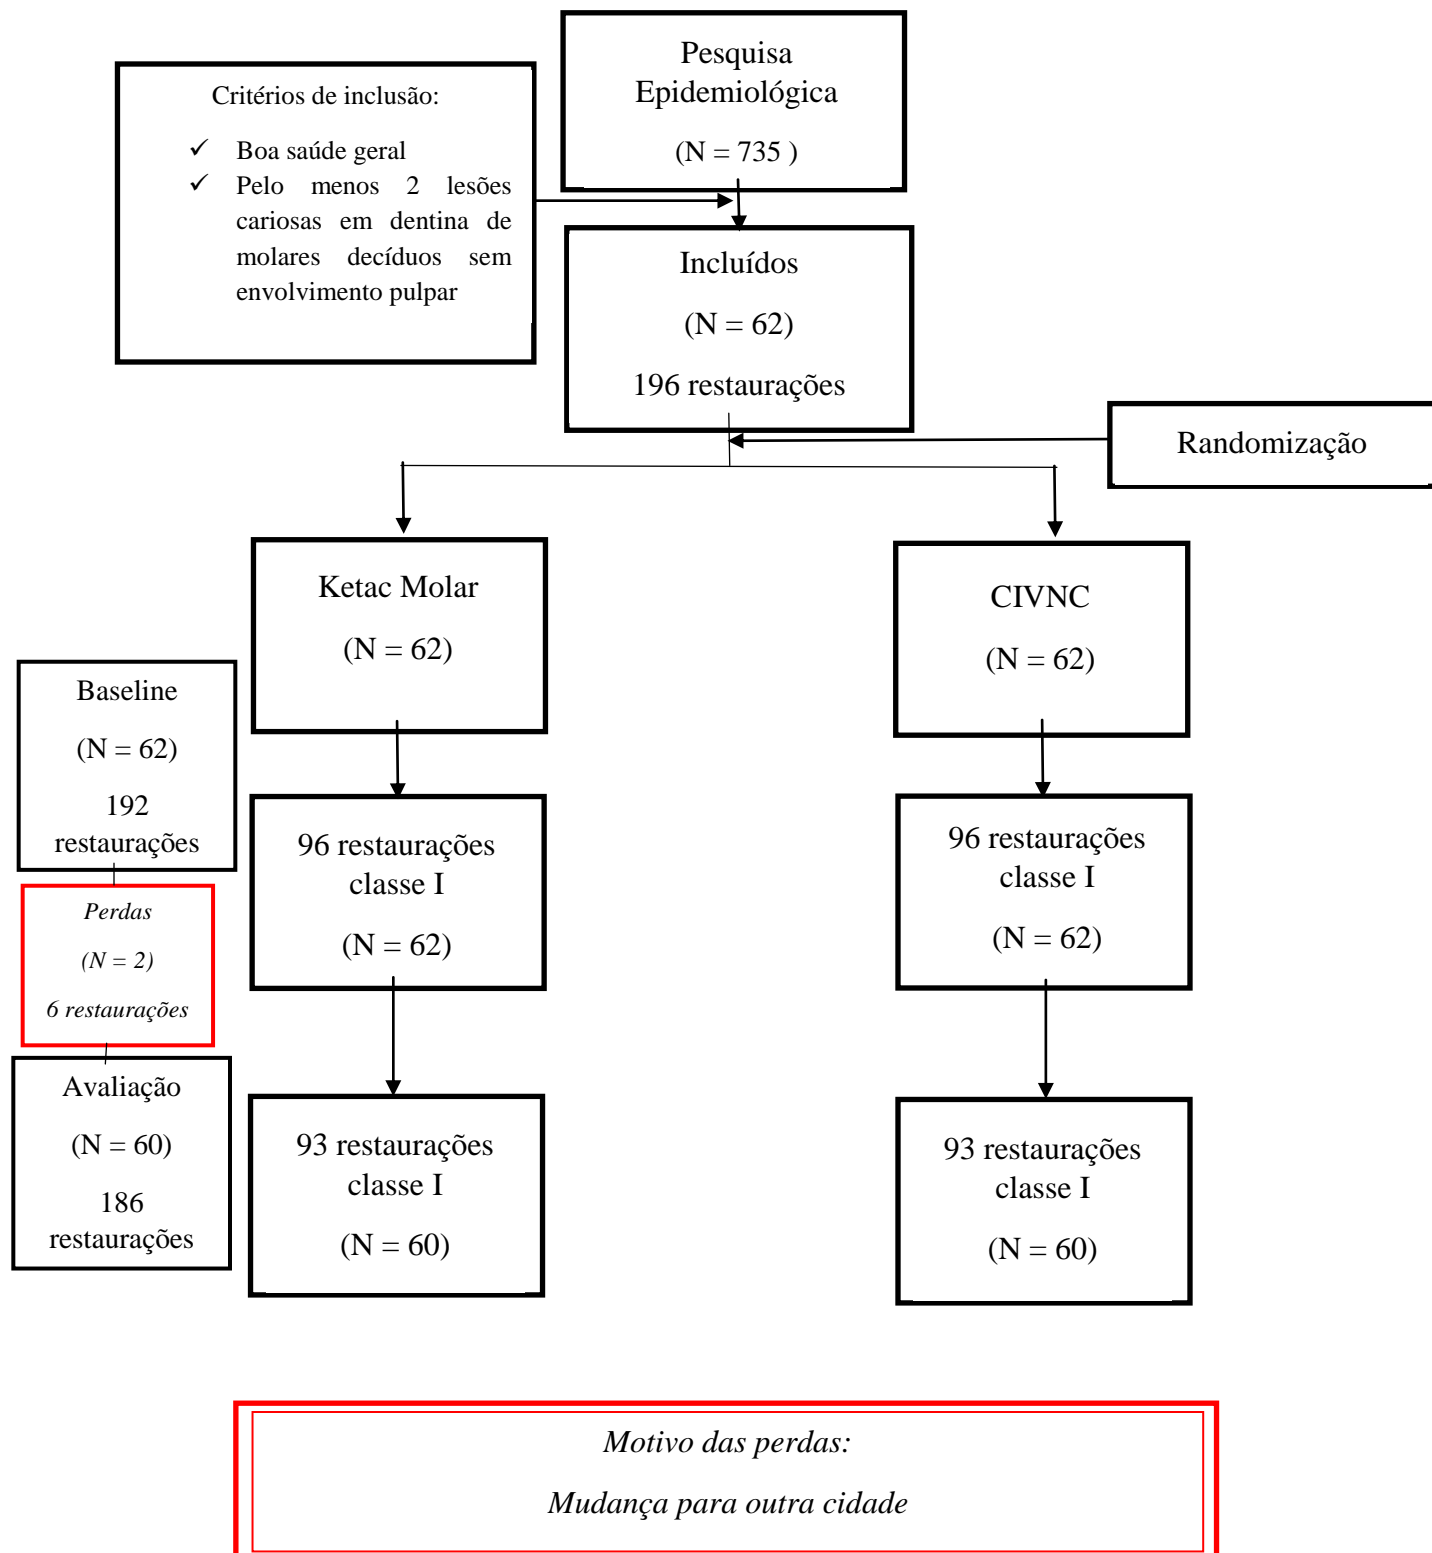 Pesquisa
Epidemiológica
(N = 735 )
Critérios de inclusão:
✓ Boa saúde geral
✓ Pelo menos 2 lesões
cariosas em dentina de
molares decíduos sem
envolvimento pulpar
Incluídos
(N = 62)
196 restaurações
Randomização
Ketac Molar
(N = 62)
CIVNC
(N = 62)
Baseline
(N = 62)
192
restaurações
96 restaurações
classe I
(N = 62)
96 restaurações
classe I
(N = 62)
Perdas
(N = 2)
6 restaurações
Avaliação
(N = 60)
186
restaurações
93 restaurações
classe I
(N = 60)
93 restaurações
classe I
(N = 60)
Motivo das perdas:
Mudança para outra cidade